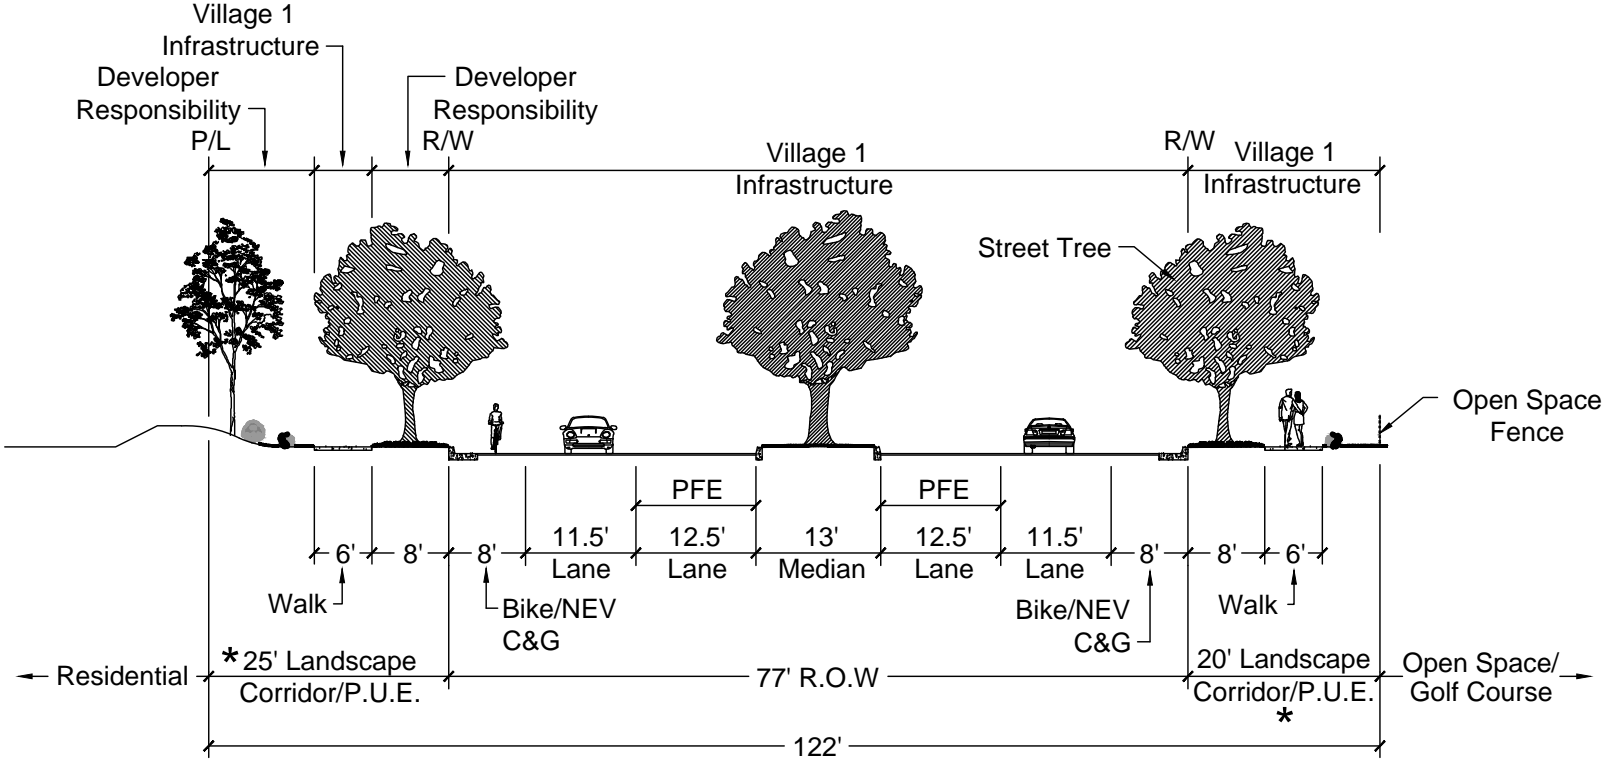 Village 1
Infrastructure
Developer
Responsibility
P/L
Developer
Responsibility
R/W
Village 1
Infrastructure
R/W
Village 1
Infrastructure
Street Tree
Open Space
Fence
PFE
PFE
6'
8'
8'
11.5'
Lane
12.5'
Lane
13'
Median
12.5'
Lane
11.5'
Lane
8'
8'
6'
Walk
Bike/NEV
C&G
Bike/NEV
C&G
Walk
Residential
* 25' Landscape
Corridor/P.U.E.
77' R.O.W
20' Landscape
Corridor/P.U.E.
*
Open Space/
Golf Course
122'